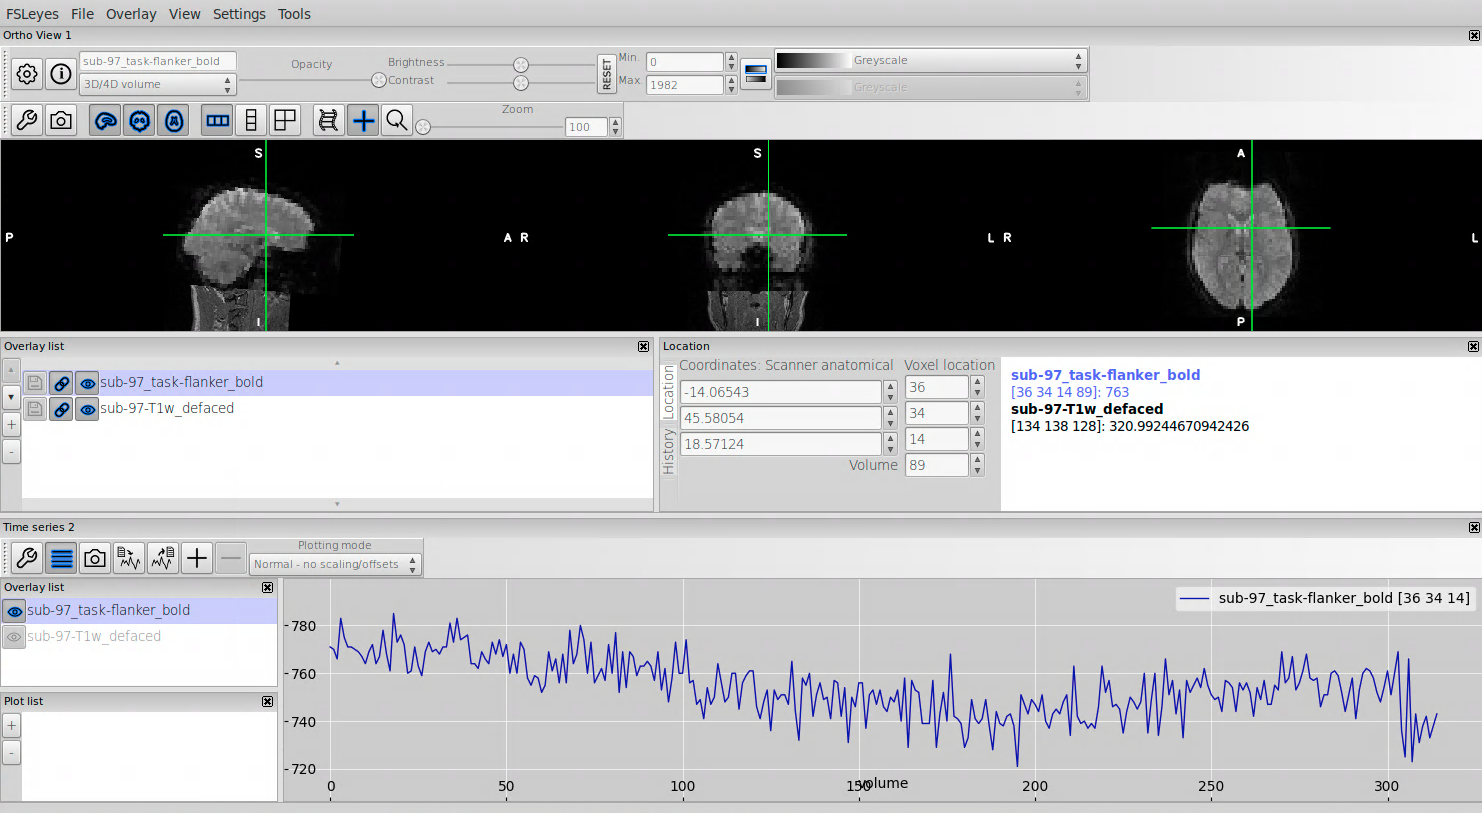 FSLeyes File Overlay View Settings Tools
Ortho View 1
sub-97_task-flanker_bold
3D/4D volume
Opacity
Brightness
Contrast
RESET
Min. 0
Max. 1982
Greyscale
Greyscale
Zoom
100
S S A
P A R L R L
I I P
Overlay list
sub-97_task-flanker_bold
sub-97-T1w_defaced
+
-
Location
Location
History
Coordinates: Scanner anatomical Voxel location
-14.06543 36
45.58054 34
18.57124 14
Volume 89
sub-97_task-flanker_bold
[36 34 14 89]: 763
sub-97-T1w_defaced
[134 138 128]: 320.99244670942426
Time series 2
Plotting mode
Normal - no scaling/offsets
Overlay list
sub-97_task-flanker_bold
sub-97-T1w_defaced
Plot list
+
-
sub-97_task-flanker_bold [36 34 14]
780
760
740
720
0 50 100 150 200 250 300
volume